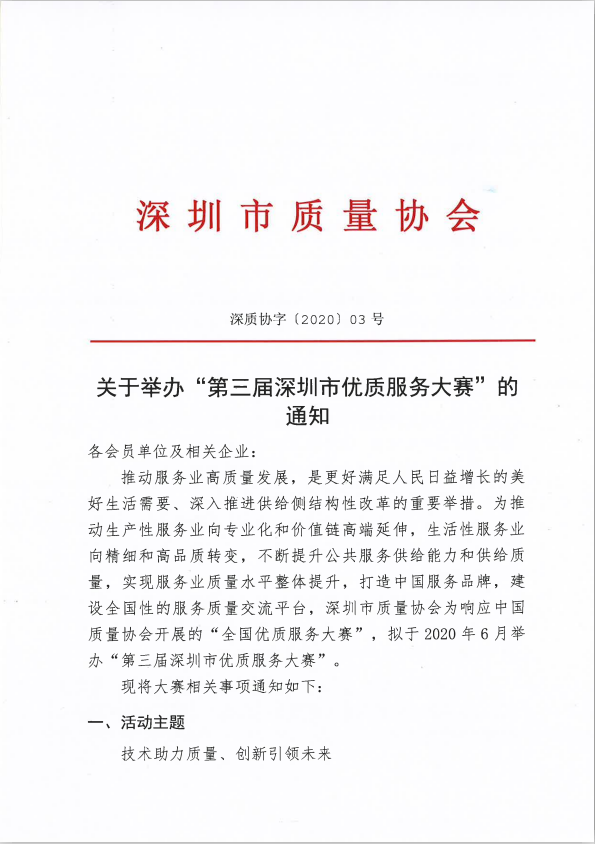 深圳市质量协会
深质协字〔2020〕03 号
关于举办“第三届深圳市优质服务大赛”的
通知
各会员单位及相关企业：
推动服务业高质量发展，是更好满足人民日益增长的美
好生活需要、深入推进供给侧结构性改革的重要举措。为推
动生产性服务业向专业化和价值链高端延伸，生活性服务业
向精细和高品质转变，不断提升公共服务供给能力和供给质
量，实现服务业质量水平整体提升，打造中国服务品牌，建
设全国性的服务质量交流平台，深圳市质量协会为响应中国
质量协会开展的“全国优质服务大赛”，拟于 2020 年 6 月举
办“第三届深圳市优质服务大赛”。
现将大赛相关事项通知如下：
一、活动主题
技术助力质量、创新引领未来